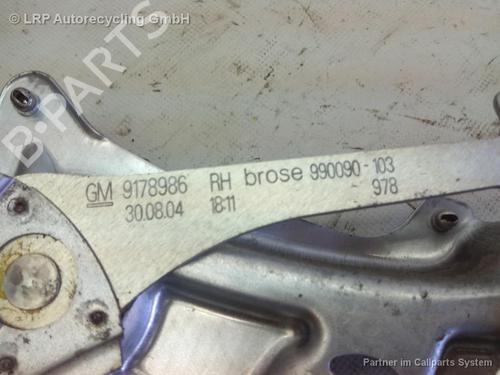 © LRP Autorecycling GmbH
B-PARTS
GM 9178986 RH brose 990090-103
30.08.04 18:11 978
Partner im Callparts System